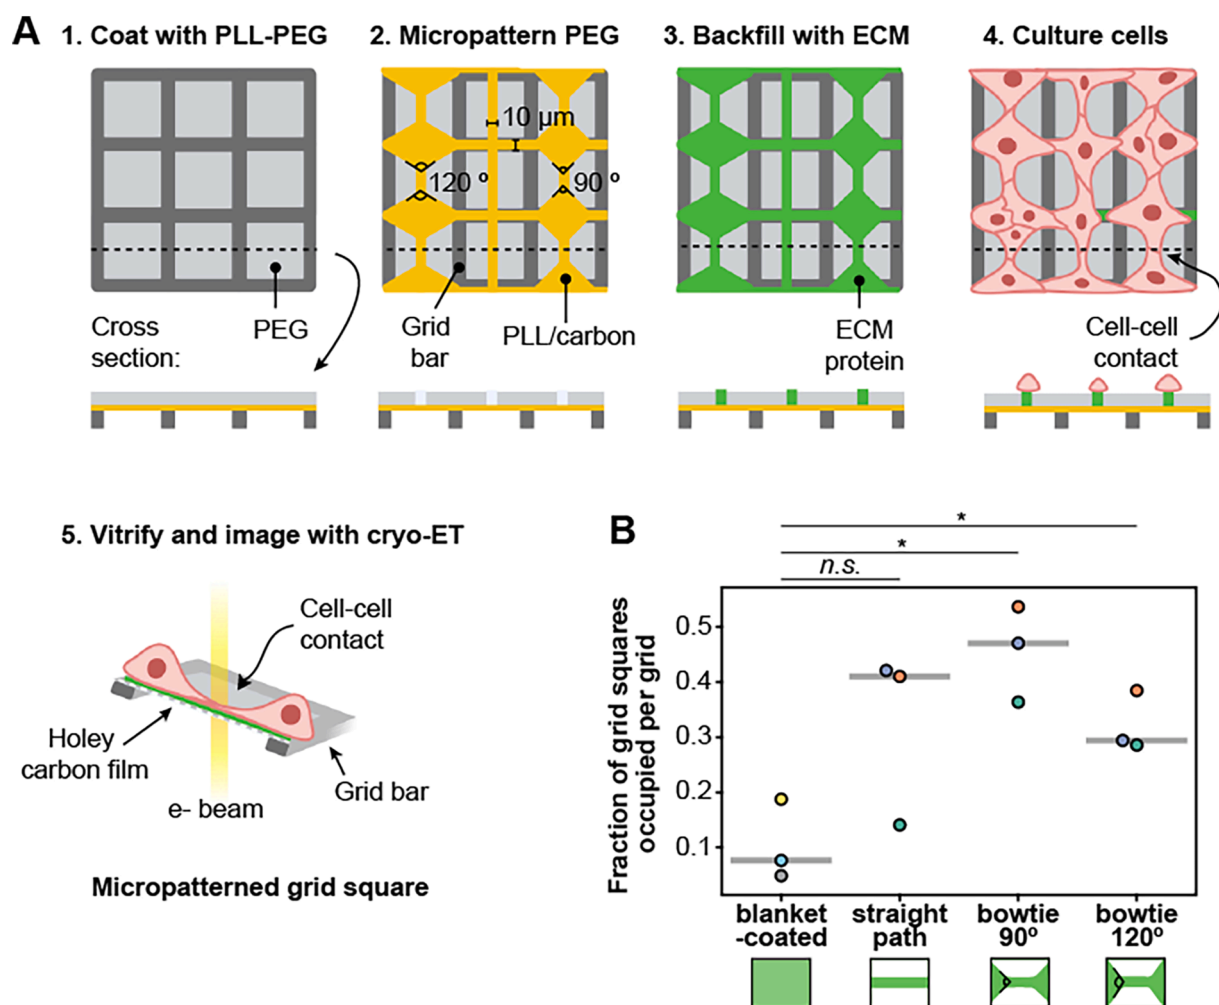 A
1. Coat with PLL-PEG
2. Micropattern PEG
3. Backfill with ECM
4. Culture cells
10 µm
120 º
90 º
Cross
section:
PEG
Grid
bar
PLL/carbon
ECM
protein
Cell-cell
contact
5. Vitrify and image with cryo-ET
Cell-cell
contact
Holey
carbon film
e- beam
Grid bar
Micropatterned grid square
B
*
*
n.s.
Fraction of grid squares
occupied per grid
0.5
0.4
0.3
0.2
0.1
blanket
-coated
straight
path
bowtie
90º
bowtie
120º